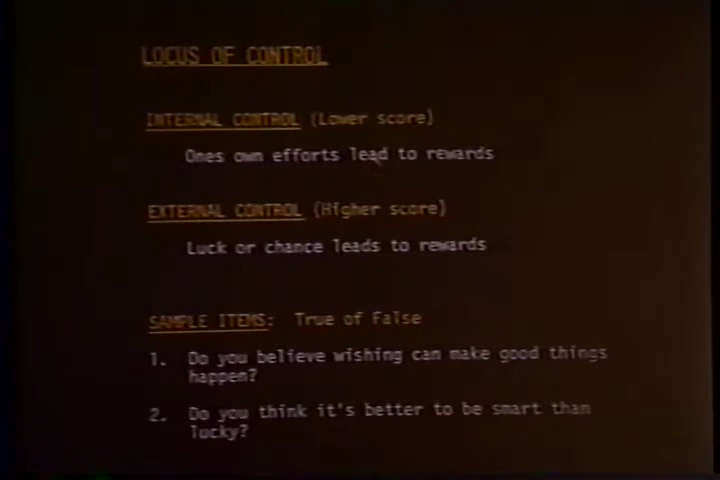 LOCUS OF CONTROL
INTERNAL CONTROL (Lower score)
Ones own efforts lead to rewards
EXTERNAL CONTROL (Higher score)
Luck or chance leads to rewards
SAMPLE ITEMS: True of False
1. Do you believe wishing can make good things
happen?
2. Do you think it's better to be smart than
lucky?